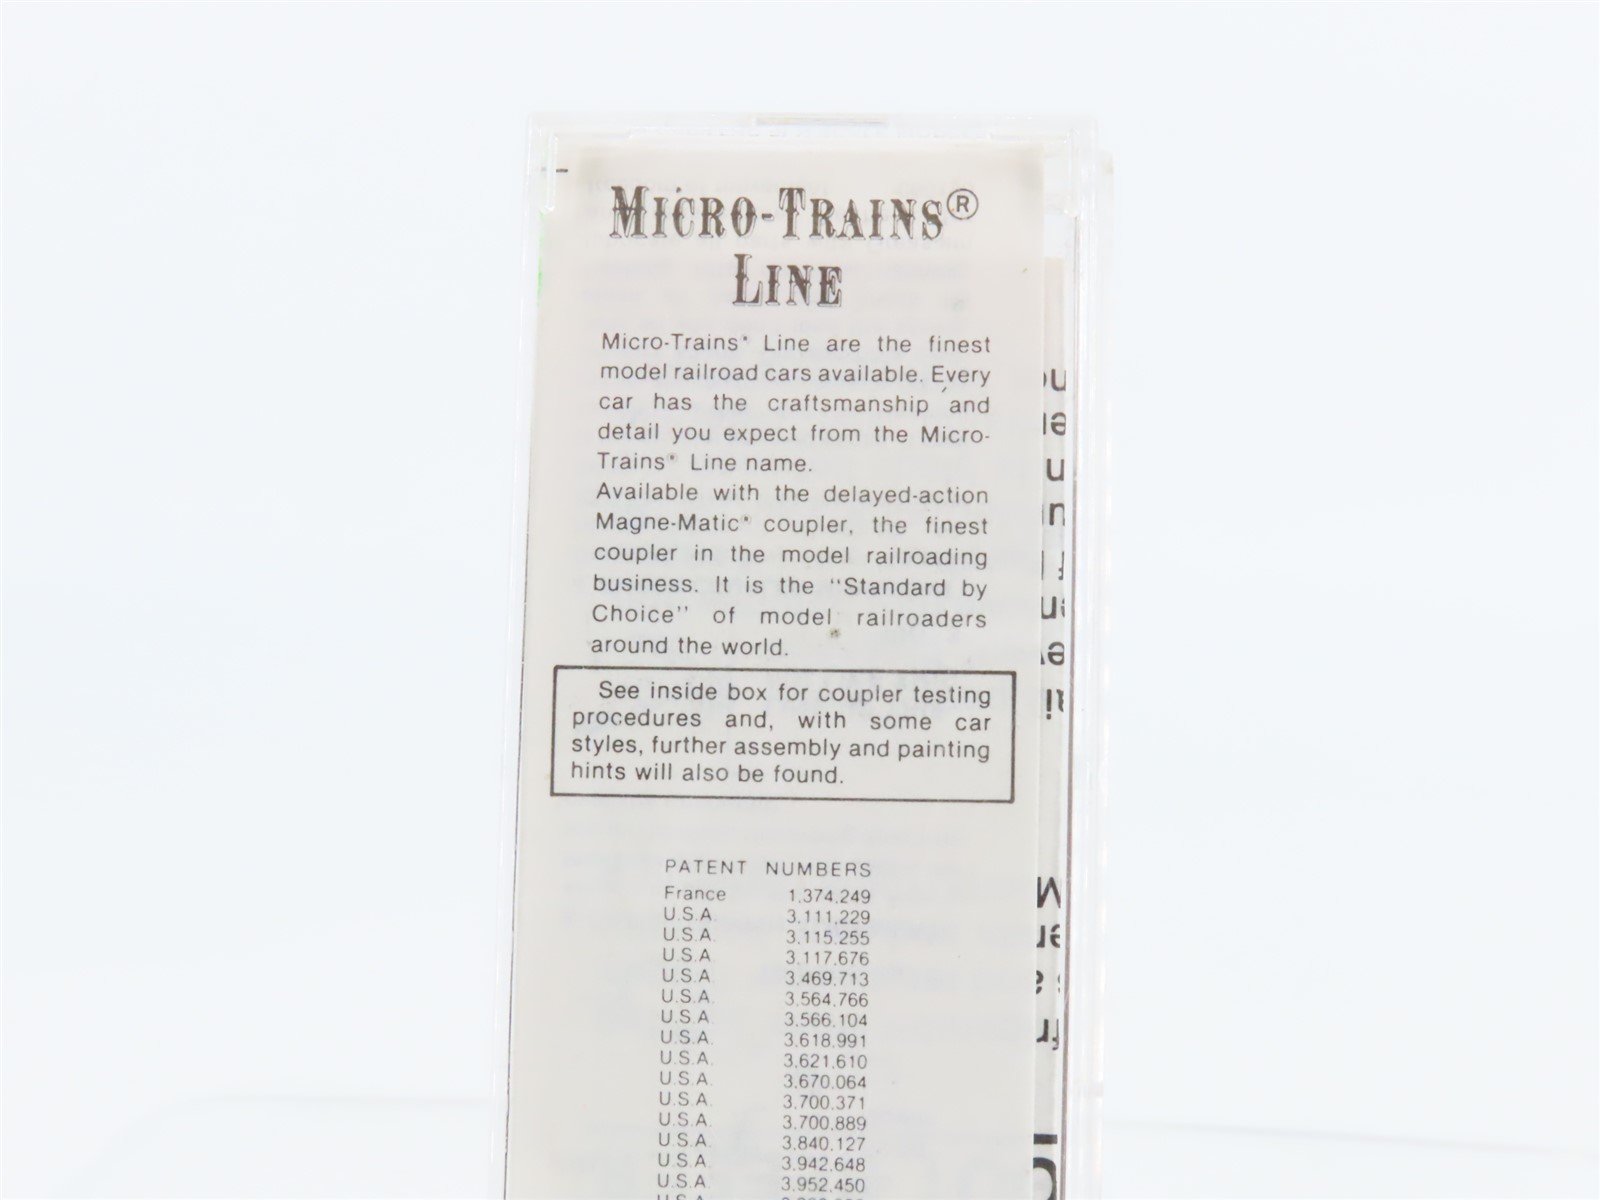 MICRO-TRAINS®
LINE
Micro-Trains® Line are the finest
model railroad cars available. Every
car has the craftsmanship and
detail you expect from the Micro-
Trains® Line name.
Available with the delayed-action
Magne-Matic® coupler, the finest
coupler in the model railroading
business. It is the "Standard by
Choice" of model railroaders
around the world.
See inside box for coupler testing
procedures and, with some car
styles, further assembly and painting
hints will also be found.
PATENT NUMBERS
France 1,374,249
U.S.A. 3,111,229
U.S.A. 3,115,255
U.S.A. 3,117,676
U.S.A. 3,469,713
U.S.A. 3,564,766
U.S.A. 3,566,104
U.S.A. 3,618,991
U.S.A. 3,621,610
U.S.A. 3,670,064
U.S.A. 3,700,371
U.S.A. 3,700,889
U.S.A. 3,840,127
U.S.A. 3,942,648
U.S.A. 3,952,450